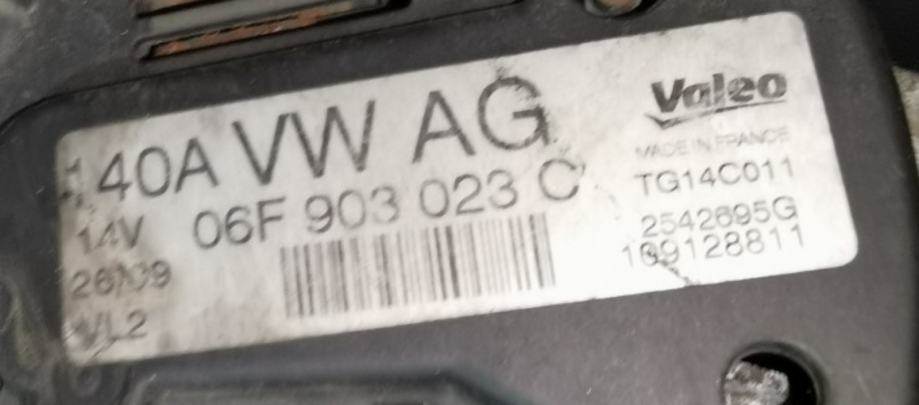 140A VW AG
14V 06F 903 023 C
26/09
VL2
Valeo
MADE IN FRANCE
TG14C011
2542695G
109128811